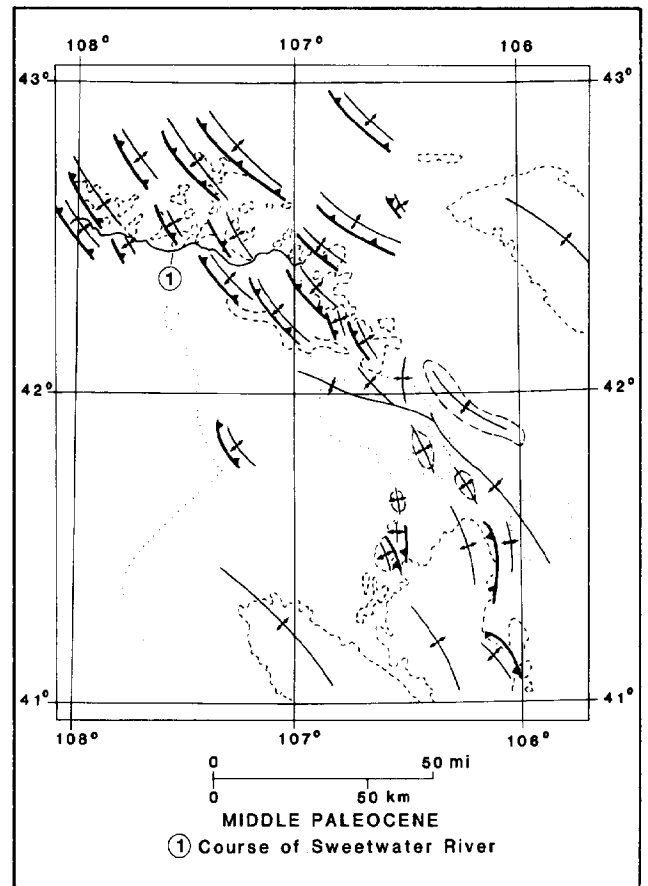 108° 107° 106
43° 43°
①
42° 42°
41° 41°
108° 107° 106°
0 50 mi
0 50 km
MIDDLE PALEOCENE
① Course of Sweetwater River